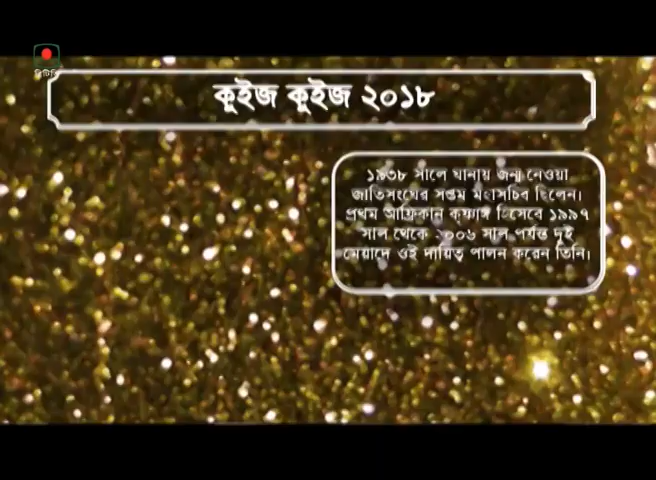 বিটিভি
কুইজ কুইজ ২০১৮
১৯৩৮ সালে ঘানায় জন্ম নেওয়া
জাতিসংঘের সপ্তম মহাসচিব ছিলেন।
প্রথম আফ্রিকান কৃষ্ণাঙ্গ হিসেবে ১৯৯৭
সাল থেকে ২০০৬ সাল পর্যন্ত দুই
মেয়াদে ওই দায়িত্ব পালন করেন তিনি।